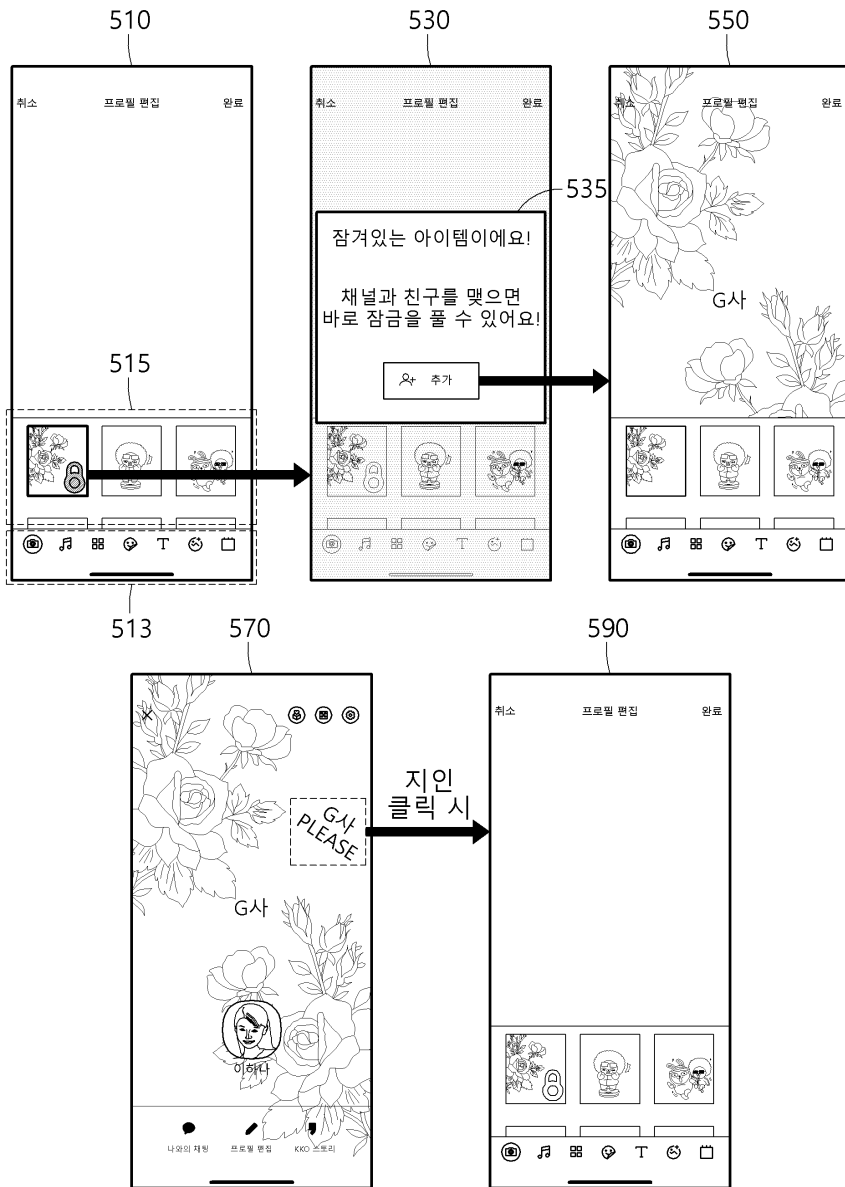 510
530
550
취소 프로필 편집 완료
취소 프로필 편집 완료
취소 프로필 편집 완료
535
잠겨있는 아이템이에요!
채널과 친구를 맺으면
바로 잠금을 풀 수 있어요!
추가
G사
515
T
T
T
513
570
590
취소 프로필 편집 완료
지인
클릭 시
G사
PLEASE
G사
이하나
나와의 채팅 프로필 편집 KKO 스토리
T